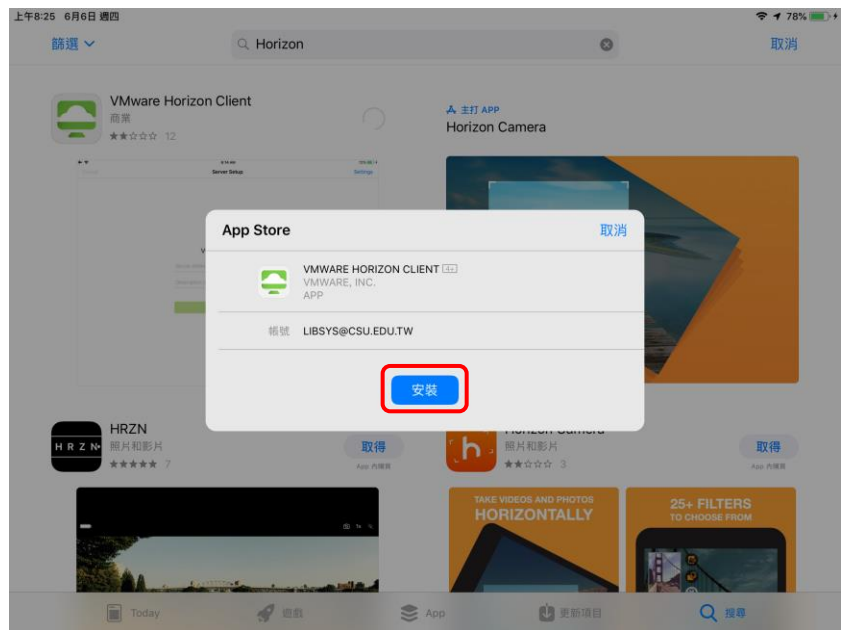 上午8:25 6月6日 週四
78%
篩選
Horizon
取消
VMware Horizon Client
商業
★★☆☆☆ 12
主打 APP
Horizon Camera
Server Setup
Settings
App Store
取消
VMWARE HORIZON CLIENT 4+
VMWARE, INC.
APP
帳號 LIBSYS@CSU.EDU.TW
安裝
HRZN
照片和影片
★★★★★ 7
取得
App 內購買
H R Z N
Horizon Camera
照片和影片
★★☆☆☆ 3
取得
App 內購買
TAKE VIDEOS AND PHOTOS
HORIZONTALLY
25+ FILTERS
TO CHOOSE FROM
Today
遊戲
App
更新項目
搜尋